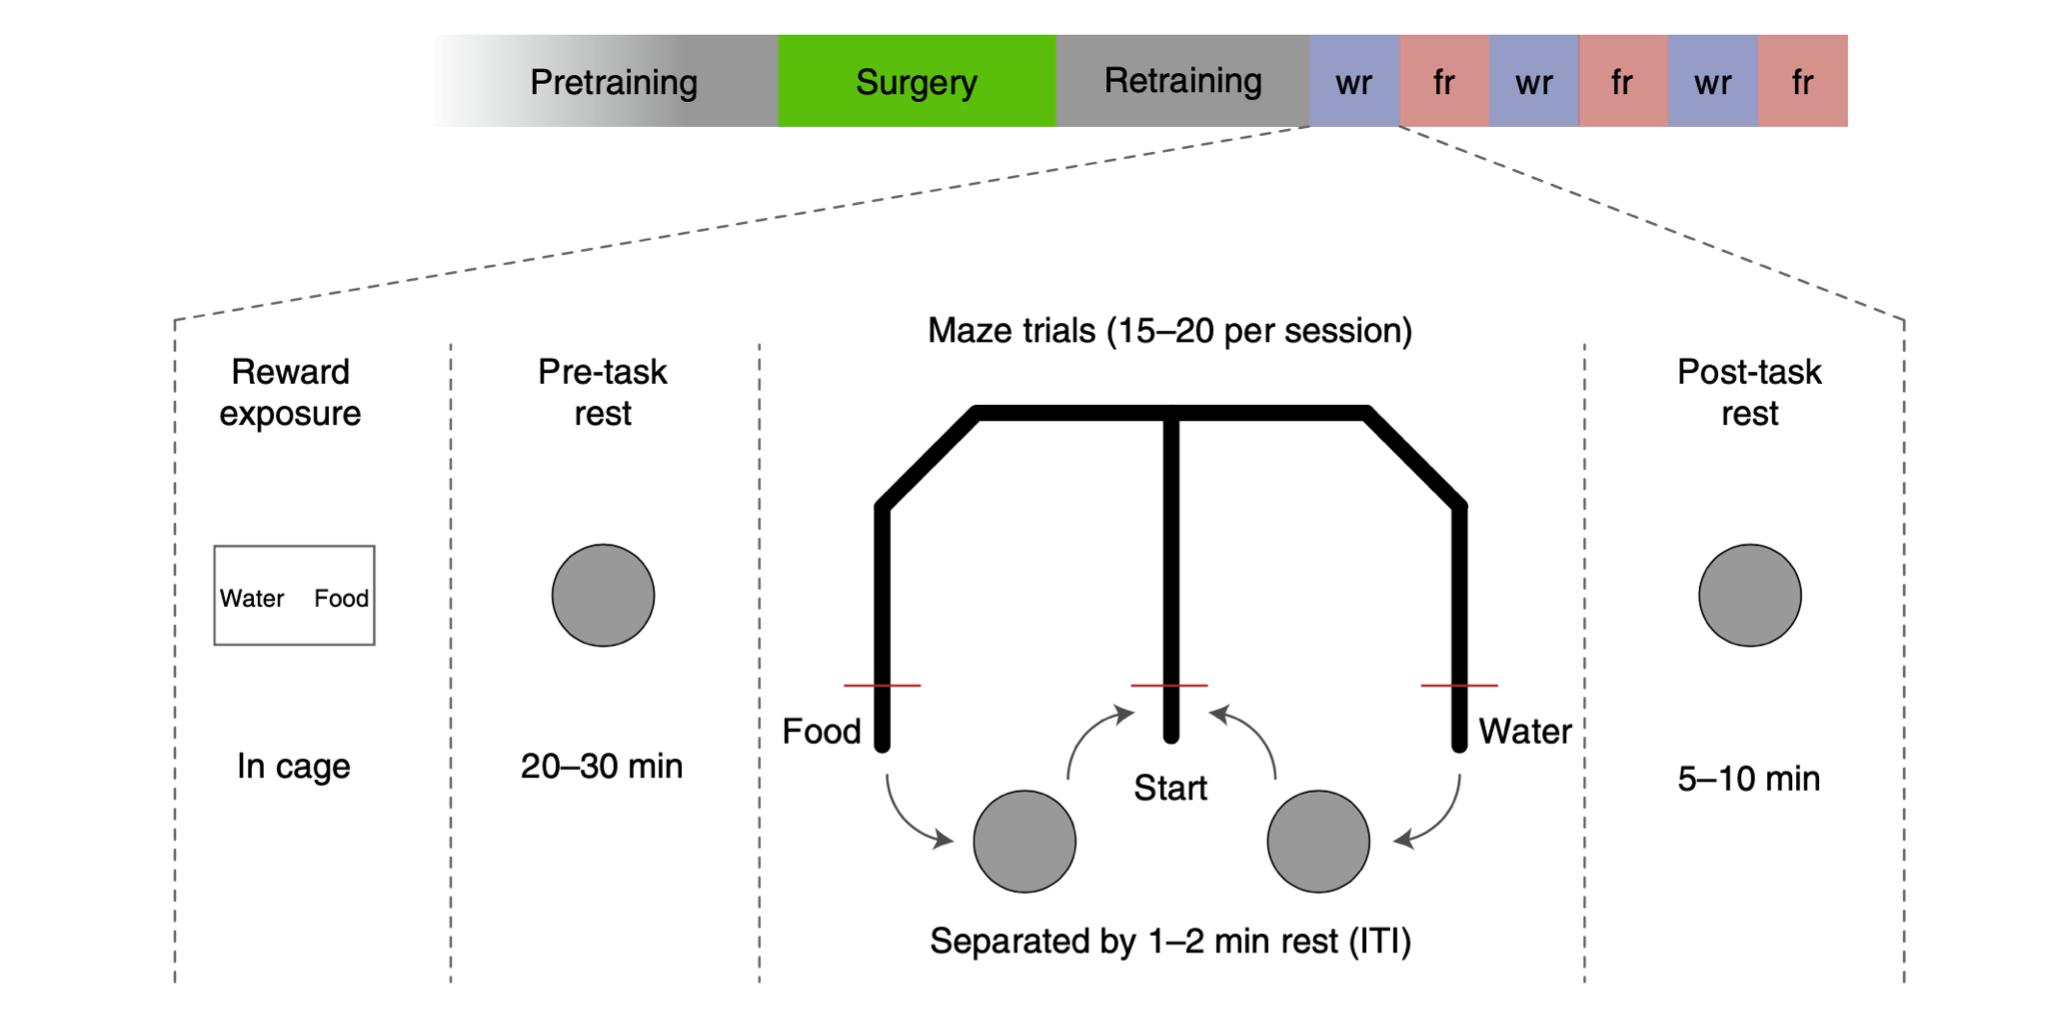 Pretraining
Surgery
Retraining
wr
fr
wr
fr
wr
fr
Maze trials (15–20 per session)
Reward
exposure
Pre-task
rest
Post-task
rest
Water
Food
Food
Water
In cage
20–30 min
Start
5–10 min
Separated by 1–2 min rest (ITI)